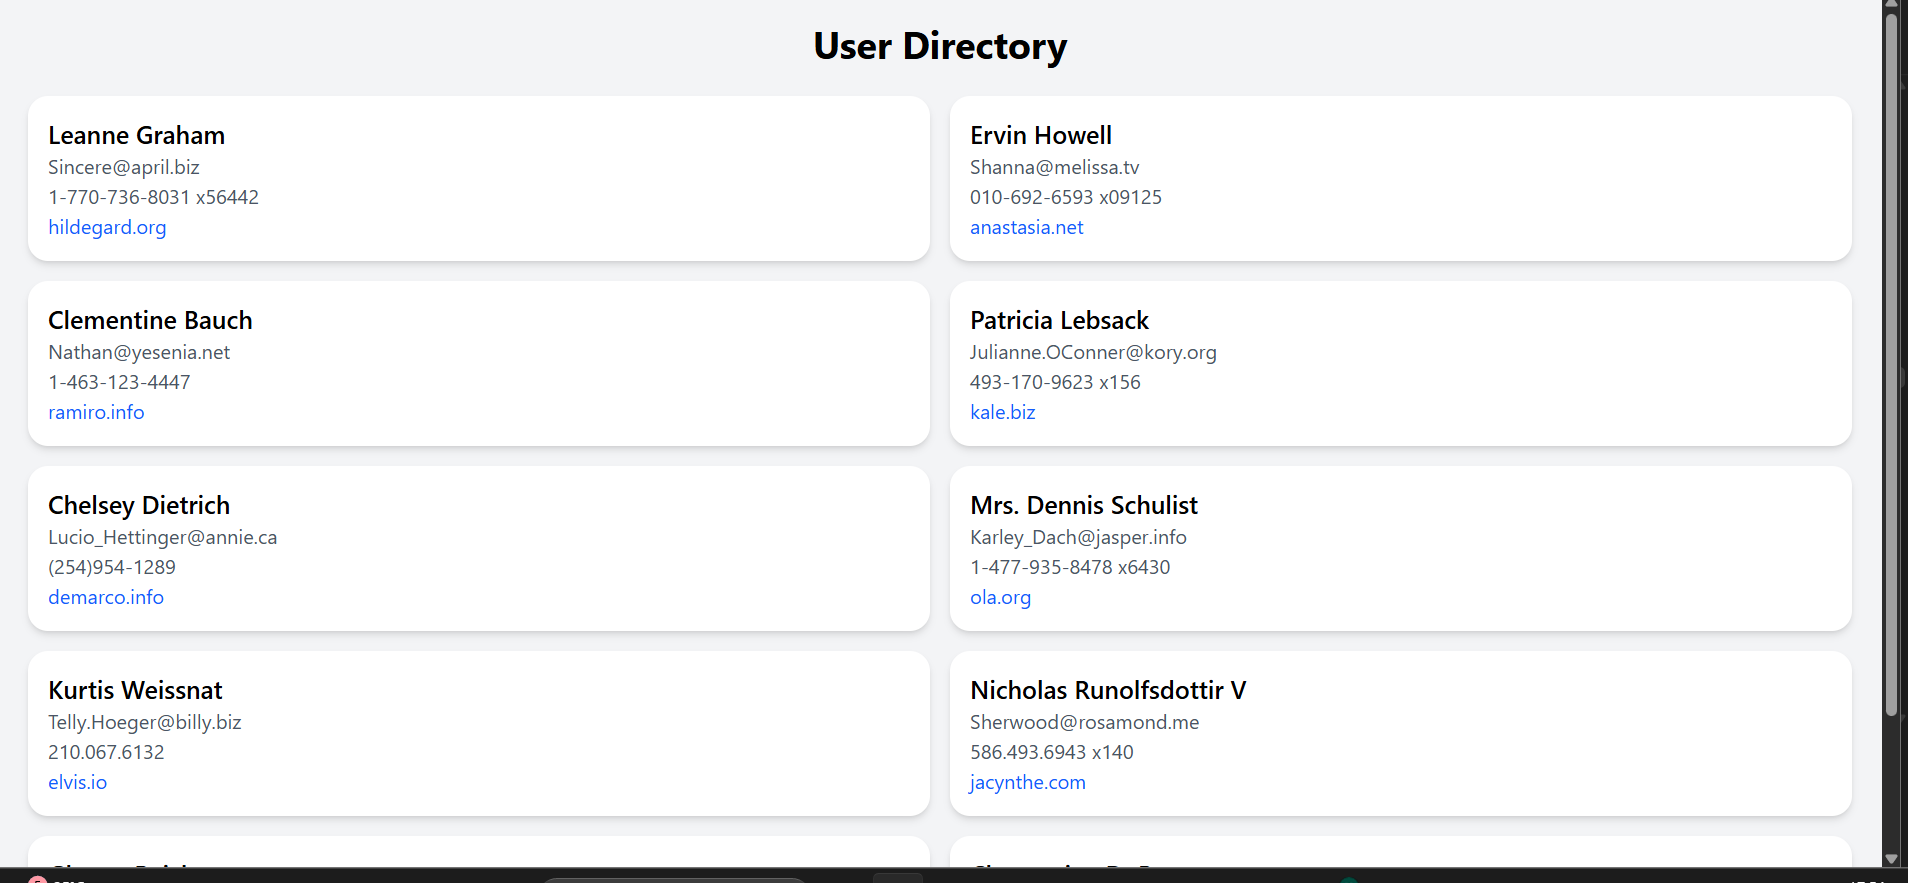 User Directory
Leanne Graham
Sincere@april.biz
1-770-736-8031 x56442
hildegard.org
Ervin Howell
Shanna@melissa.tv
010-692-6593 x09125
anastasia.net
Clementine Bauch
Nathan@yesenia.net
1-463-123-4447
ramiro.info
Patricia Lebsack
Julianne.OConner@kory.org
493-170-9623 x156
kale.biz
Chelsey Dietrich
Lucio_Hettinger@annie.ca
(254)954-1289
demarco.info
Mrs. Dennis Schulist
Karley_Dach@jasper.info
1-477-935-8478 x6430
ola.org
Kurtis Weissnat
Telly.Hoeger@billy.biz
210.067.6132
elvis.io
Nicholas Runolfsdottir V
Sherwood@rosamond.me
586.493.6943 x140
jacynthe.com